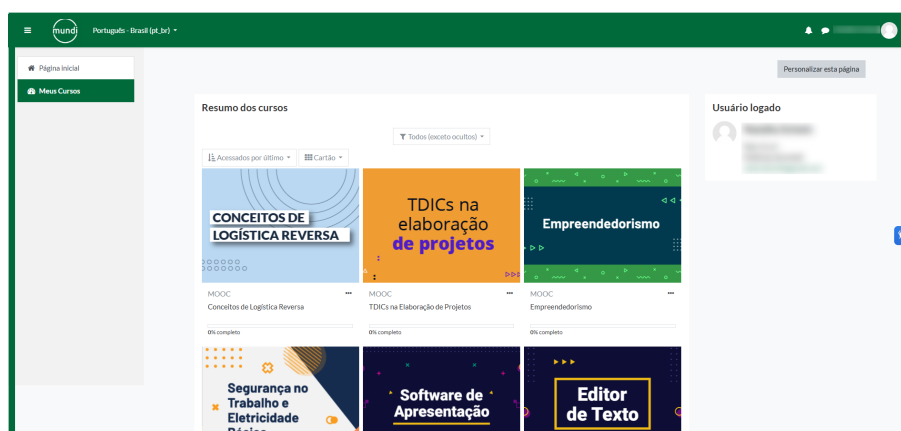 mundi
Português - Brasil (pt_br)
Página inicial
Meus Cursos
Personalizar esta página
Resumo dos cursos
Usuário logado
Todos (exceto ocultos)
Acessados por último
Cartão
CONCEITOS DE
LOGÍSTICA REVERSA
TDICs na
elaboração
de projetos
Empreendedorismo
MOOC
Conceitos de Logística Reversa
0% completo
MOOC
TDICs na Elaboração de Projetos
0% completo
MOOC
Empreendedorismo
0% completo
Segurança no
Trabalho e
Eletricidade
Básica
Software de
Apresentação
Editor
de Texto